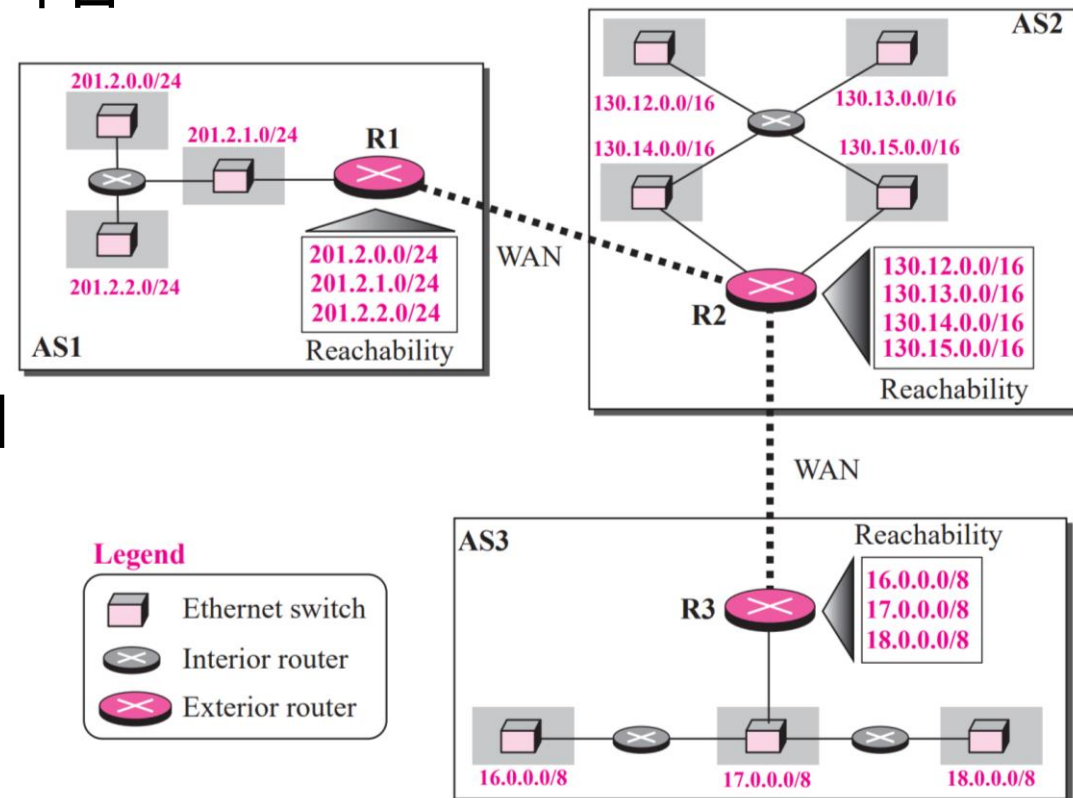 AS1
201.2.0.0/24
201.2.1.0/24
R1
201.2.2.0/24
201.2.0.0/24
201.2.1.0/24
201.2.2.0/24
Reachability
WAN
AS2
130.12.0.0/16
130.13.0.0/16
130.14.0.0/16
130.15.0.0/16
R2
130.12.0.0/16
130.13.0.0/16
130.14.0.0/16
130.15.0.0/16
Reachability
WAN
AS3
Reachability
R3
16.0.0.0/8
17.0.0.0/8
18.0.0.0/8
16.0.0.0/8
17.0.0.0/8
18.0.0.0/8
Legend
Ethernet switch
Interior router
Exterior router